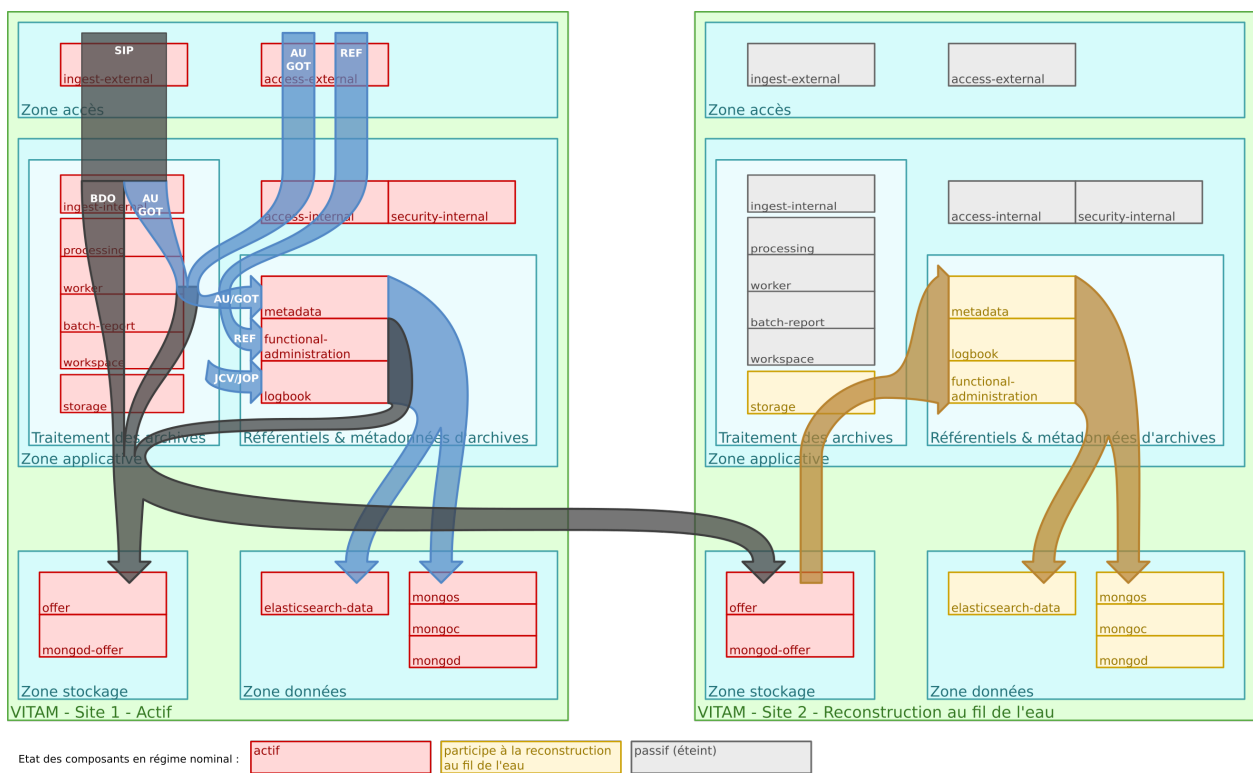 SIP
ingest-external
AU
GOT
REF
access-external
Zone accès
BDO
AU
GOT
ingest-internal
processing
worker
batch-report
workspace
storage
Traitement des archives
access-internal
security-internal
AU/GOT
REF
JCV/JOP
metadata
functional-
administration
logbook
Référentiels & métadonnées d'archives
Zone applicative
offer
mongod-offer
Zone stockage
elasticsearch-data
mongos
mongoc
mongod
Zone données
VITAM - Site 1 - Actif
ingest-external
access-external
Zone accès
ingest-internal
processing
worker
batch-report
workspace
storage
Traitement des archives
access-internal
security-internal
metadata
logbook
functional-
administration
Référentiels & métadonnées d'archives
Zone applicative
offer
mongod-offer
Zone stockage
elasticsearch-data
mongos
mongoc
mongod
Zone données
VITAM - Site 2 - Reconstruction au fil de l'eau
Etat des composants en régime nominal :
actif
participe à la reconstruction
au fil de l'eau
passif (éteint)